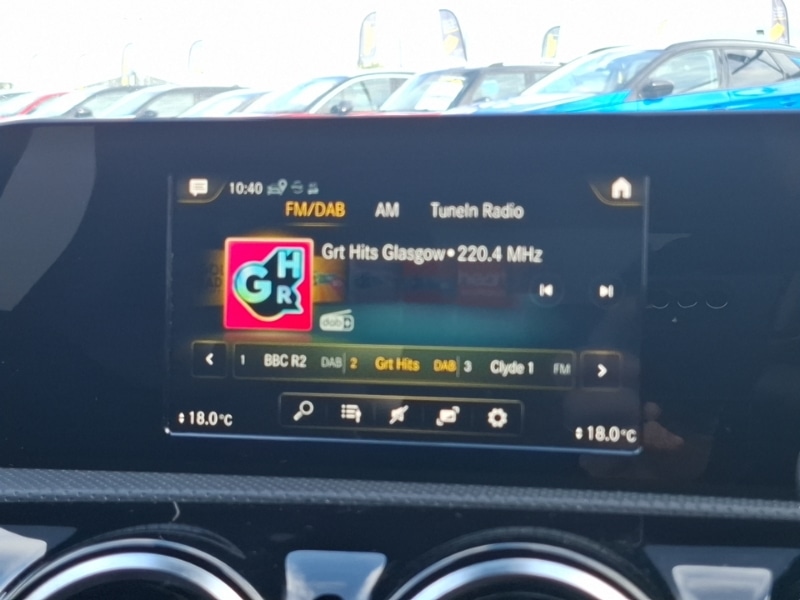 10:40
FM/DAB AM TuneIn Radio
Grt Hits Glasgow • 220.4 MHz
GHR
dab+
1 BBC R2 DAB 2 Grt Hits DAB 3 Clyde 1 FM
18.0°C 18.0°C